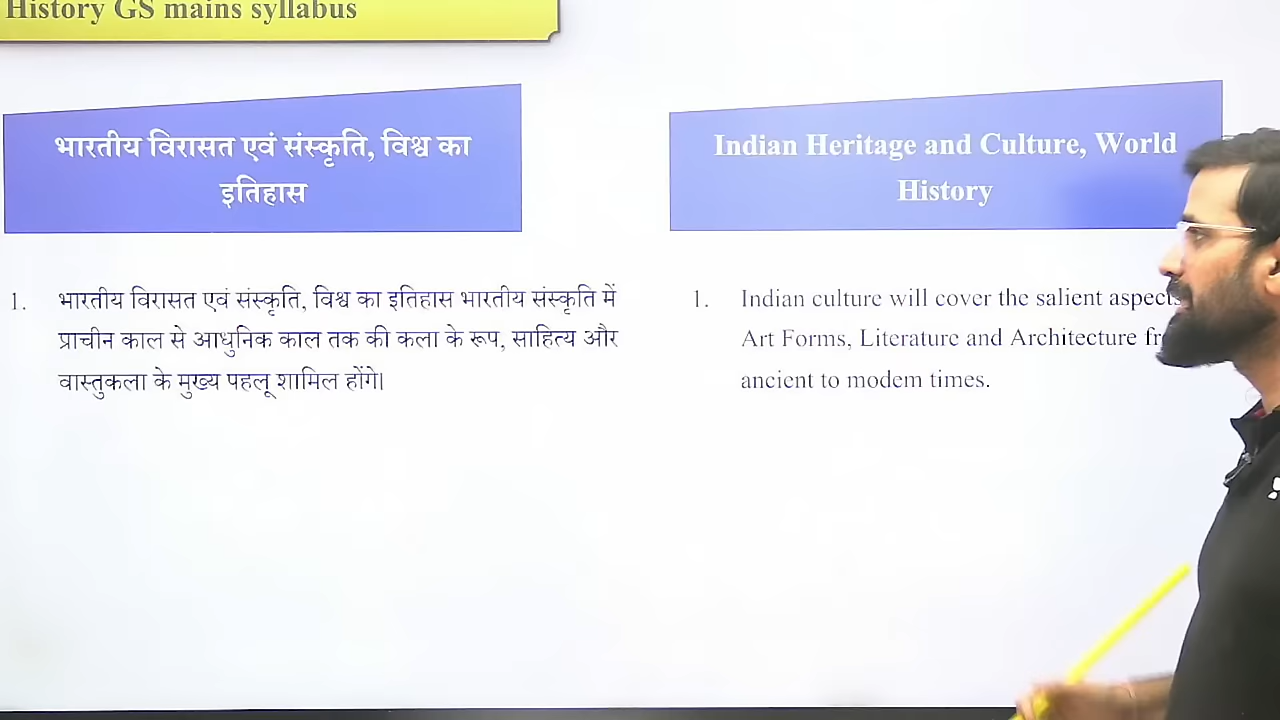 History GS mains syllabus
भारतीय विरासत एवं संस्कृति, विश्व का
इतिहास
Indian Heritage and Culture, World
History
1. भारतीय विरासत एवं संस्कृति, विश्व का इतिहास भारतीय संस्कृति में
प्राचीन काल से आधुनिक काल तक की कला के रूप, साहित्य और
वास्तुकला के मुख्य पहलू शामिल होंगे।
1. Indian culture will cover the salient aspects
Art Forms, Literature and Architecture
ancient to modem times.